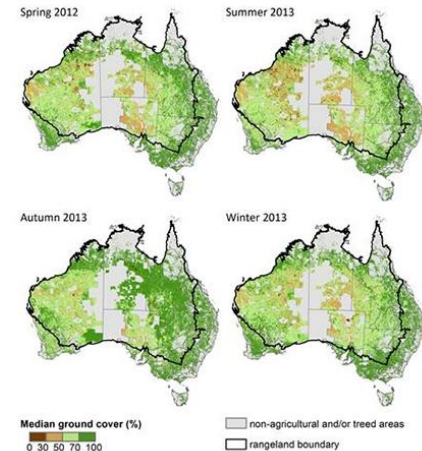 Spring 2012
Summer 2013
Autumn 2013
Winter 2013
Median ground cover (%)
0 30 50 70 100
non-agricultural and/or treed areas
rangeland boundary